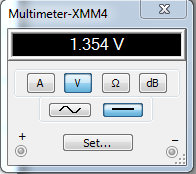 Multimeter-XMM4
1.354 V
A V Ω dB
Set...
+ −